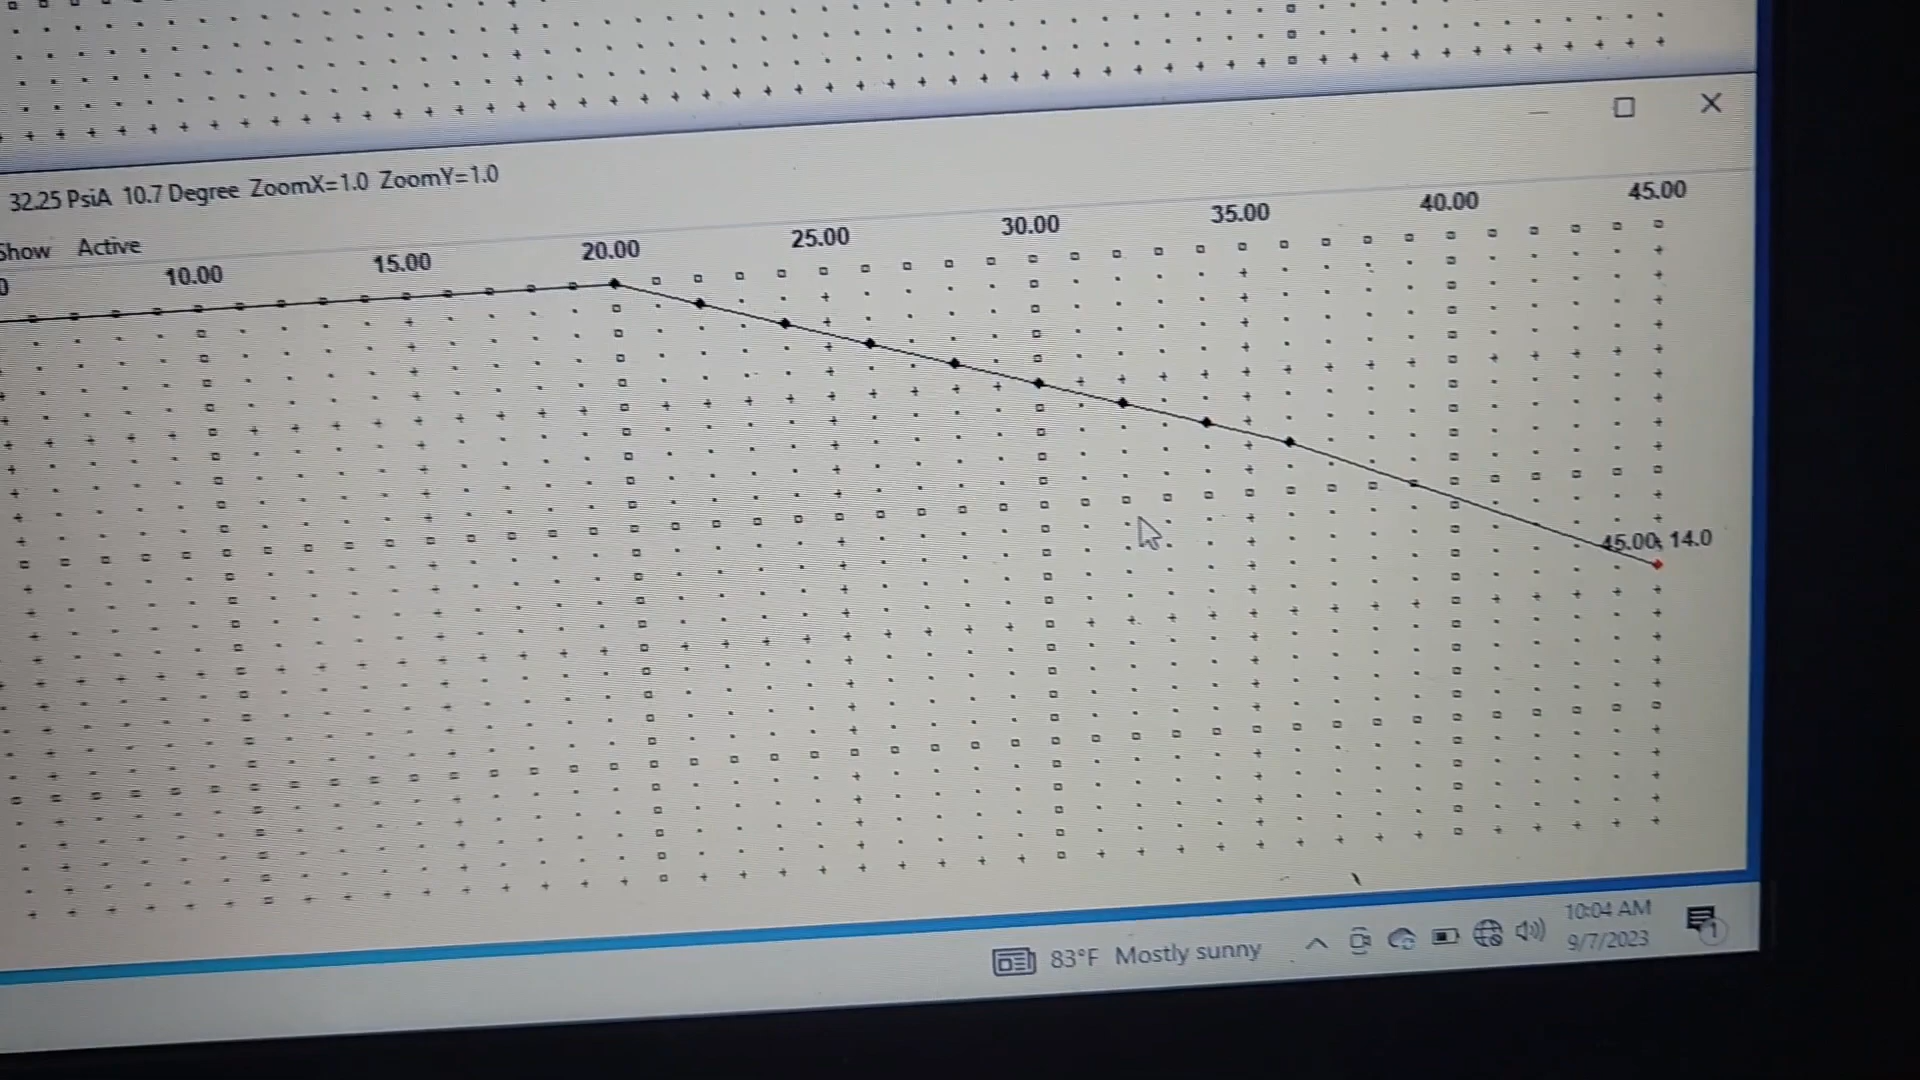 32.25 PsiA 10.7 Degree ZoomX=1.0 ZoomY=1.0
Show Active
0 10.00 15.00 20.00 25.00 30.00 35.00 40.00 45.00
45.00, 14.0
83°F Mostly sunny
10:04 AM
9/7/2023
1